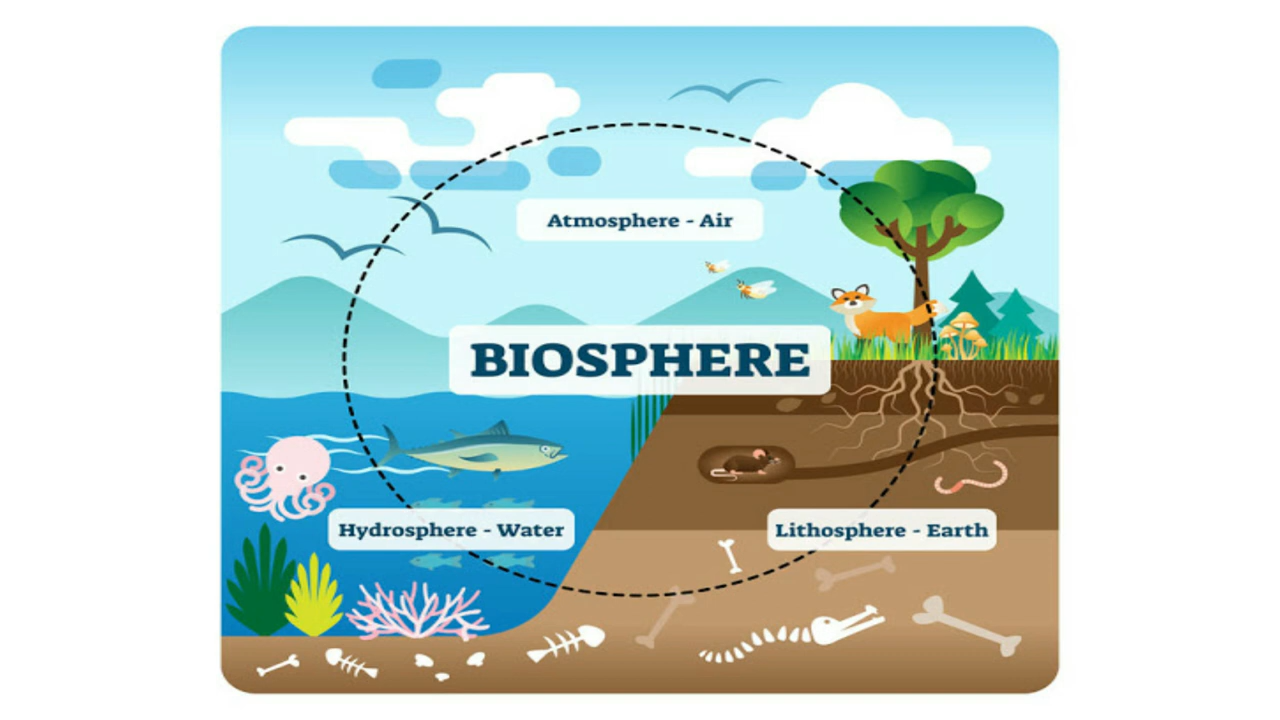 Atmosphere - Air
BIOSPHERE
Hydrosphere - Water
Lithosphere - Earth